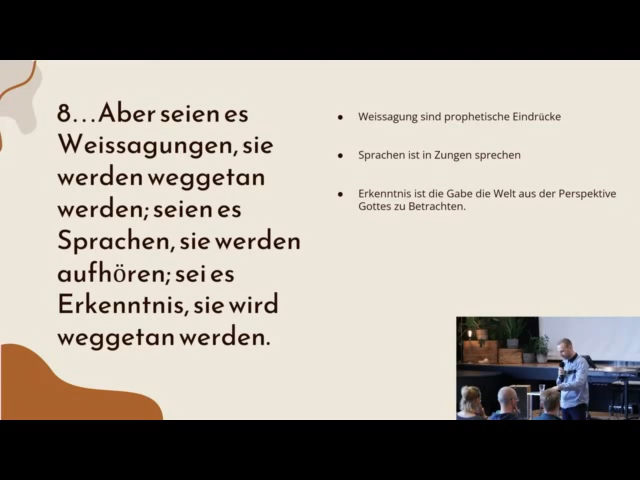 8...Aber seien es
Weissagungen, sie
werden weggetan
werden; seien es
Sprachen, sie werden
aufhören; sei es
Erkenntnis, sie wird
weggetan werden.
● Weissagung sind prophetische Eindrücke
● Sprachen ist in Zungen sprechen
● Erkenntnis ist die Gabe die Welt aus der Perspektive
Gottes zu Betrachten.